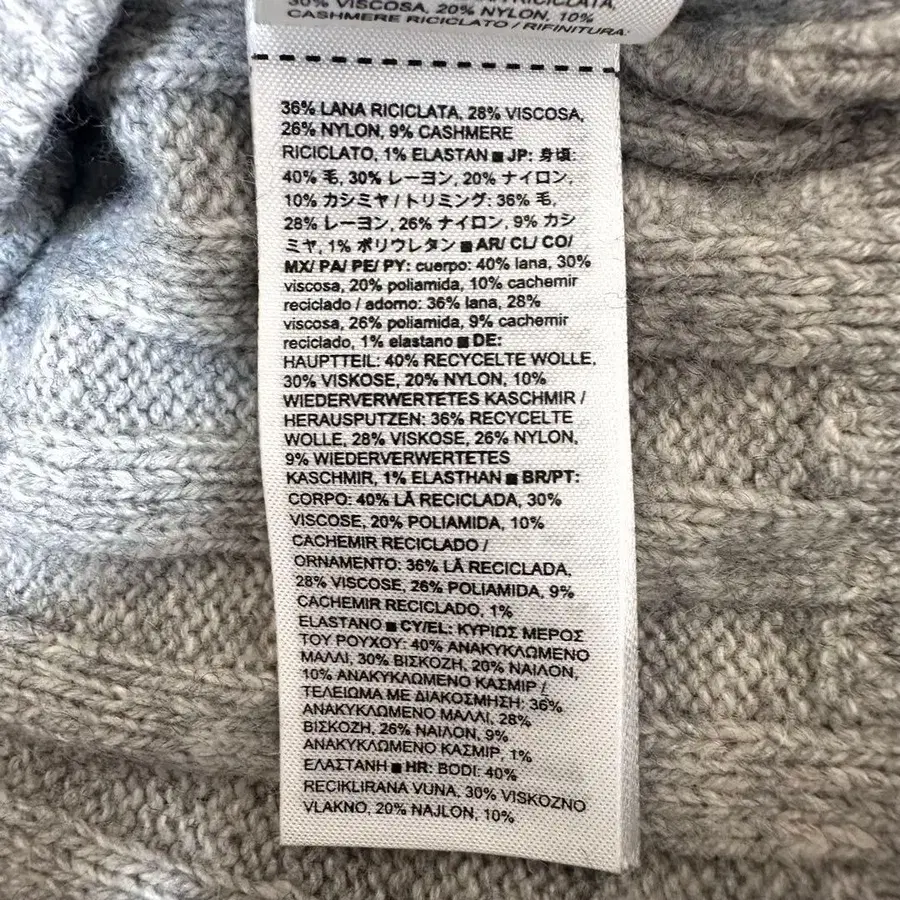 30% VISCOSA, 20% NYLON, 10%
CASHMERE RICICLATO / RIFINITURA:
36% LANA RICICLATA, 28% VISCOSA,
26% NYLON, 9% CASHMERE
RICICLATO, 1% ELASTAN ■ JP: 身頃:
40% 毛, 30% レーヨン, 20% ナイロン,
10% カシミヤ / トリミング: 36% 毛,
28% レーヨン, 26% ナイロン, 9% カシ
ミヤ, 1% ポリウレタン ■ AR/ CL/ CO/
MX/ PA/ PE/ PY: cuerpo: 40% lana, 30%
viscosa, 20% poliamida, 10% cachemir
reciclado / adorno: 36% lana, 28%
viscosa, 26% poliamida, 9% cachemir
reciclado, 1% elastano ■ DE:
HAUPTTEIL: 40% RECYCELTE WOLLE,
30% VISKOSE, 20% NYLON, 10%
WIEDERVERWERTETES KASCHMIR /
HERAUSPUTZEN: 36% RECYCELTE
WOLLE, 28% VISKOSE, 26% NYLON,
9% WIEDERVERWERTETES
KASCHMIR, 1% ELASTHAN ■ BR/PT:
CORPO: 40% LÃ RECICLADA, 30%
VISCOSE, 20% POLIAMIDA, 10%
CACHEMIR RECICLADO /
ORNAMENTO: 36% LÃ RECICLADA,
28% VISCOSE, 26% POLIAMIDA, 9%
CACHEMIR RECICLADO, 1%
ELASTANO ■ CY/EL: ΚΥΡΙΩΣ ΜΕΡΟΣ
ΤΟΥ ΡΟΥΧΟΥ: 40% ΑΝΑΚΥΚΛΩΜΕΝΟ
ΜΑΛΛΙ, 30% ΒΙΣΚΟΖΗ, 20% ΝΑΙΛΟΝ,
10% ΑΝΑΚΥΚΛΩΜΕΝΟ ΚΑΣΜΙΡ /
ΤΕΛΕΙΩΜΑ ΜΕ ΔΙΑΚΟΣΜΗΣΗ: 36%
ΑΝΑΚΥΚΛΩΜΕΝΟ ΜΑΛΛΙ, 28%
ΒΙΣΚΟΖΗ, 26% ΝΑΙΛΟΝ, 9%
ΑΝΑΚΥΚΛΩΜΕΝΟ ΚΑΣΜΙΡ, 1%
ΕΛΑΣΤΑΝΗ ■ HR: BODI: 40%
RECIKLIRANA VUNA, 30% VISKOZNO
VLAKNO, 20% NAJLON, 10%